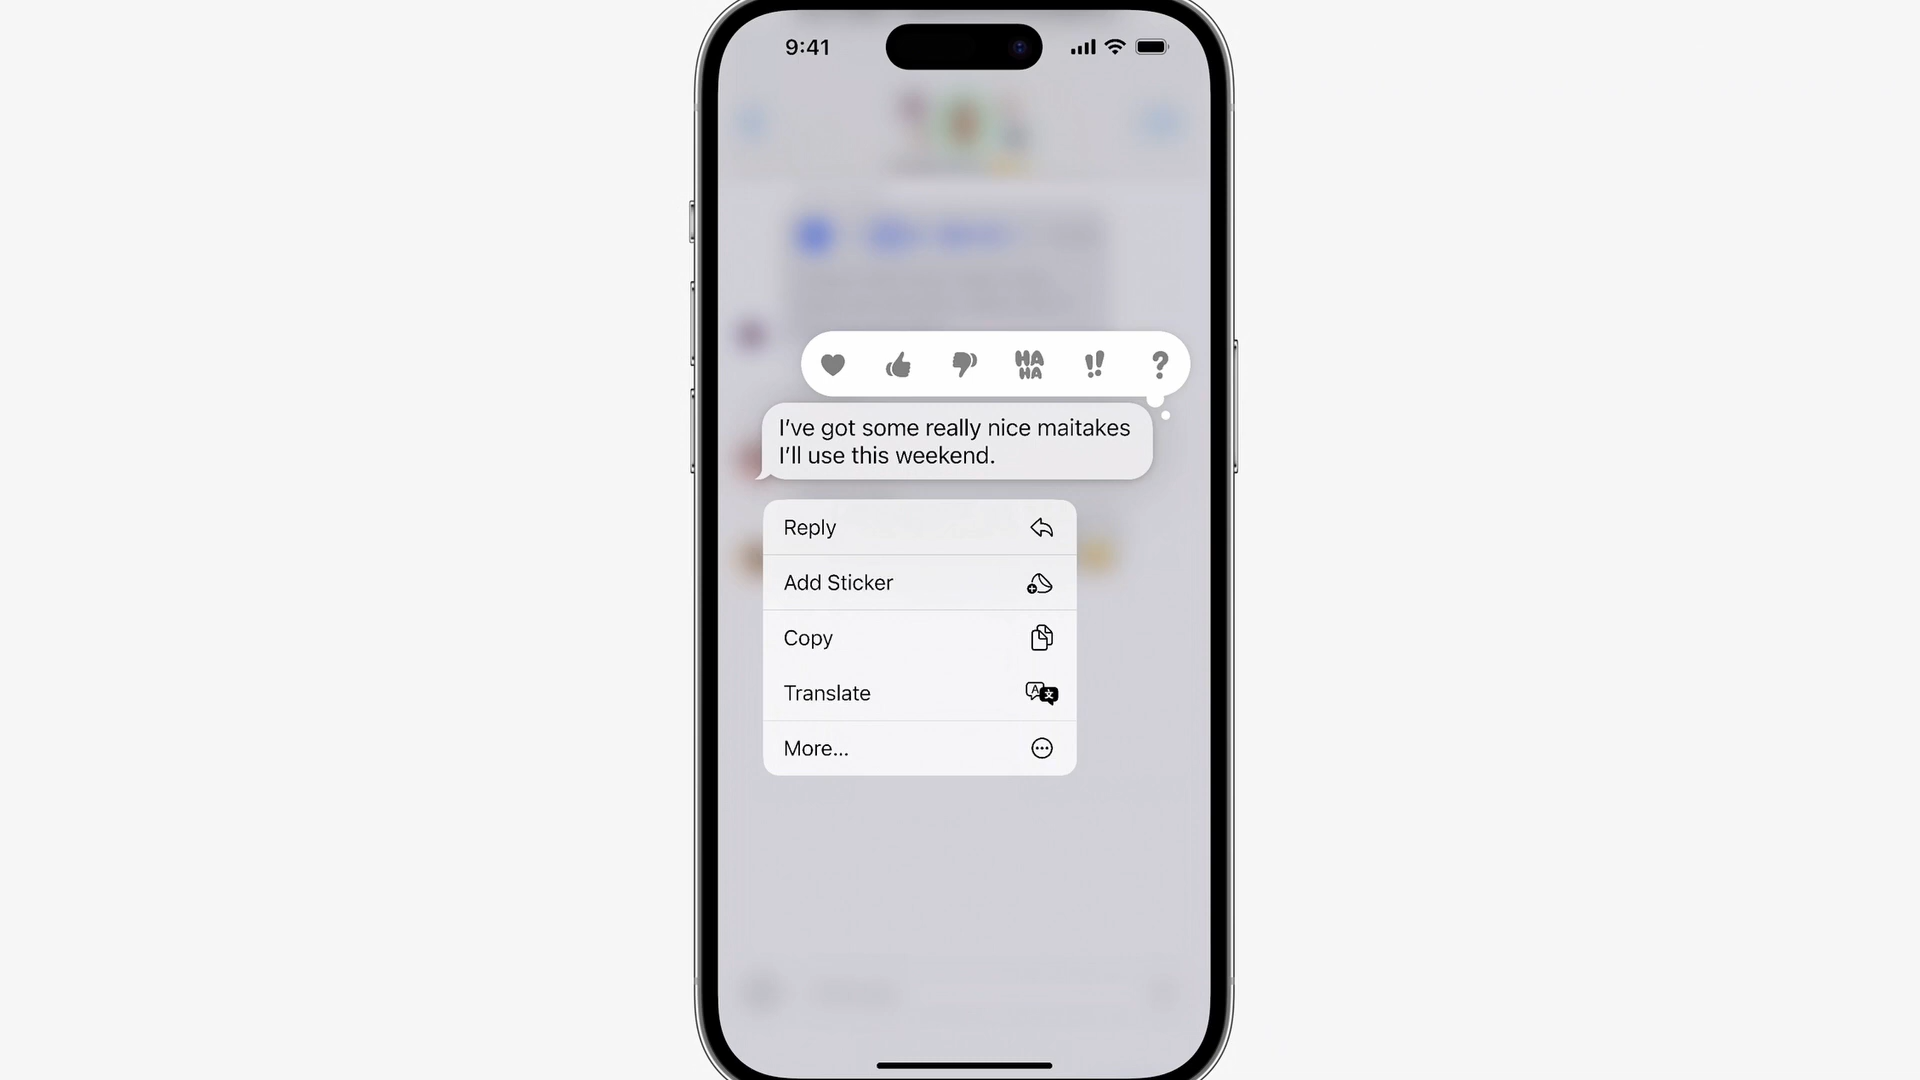 9:41
HA
HA
!!
?
I've got some really nice maitakes
I'll use this weekend.
Reply
Add Sticker
Copy
Translate
A 文
More...